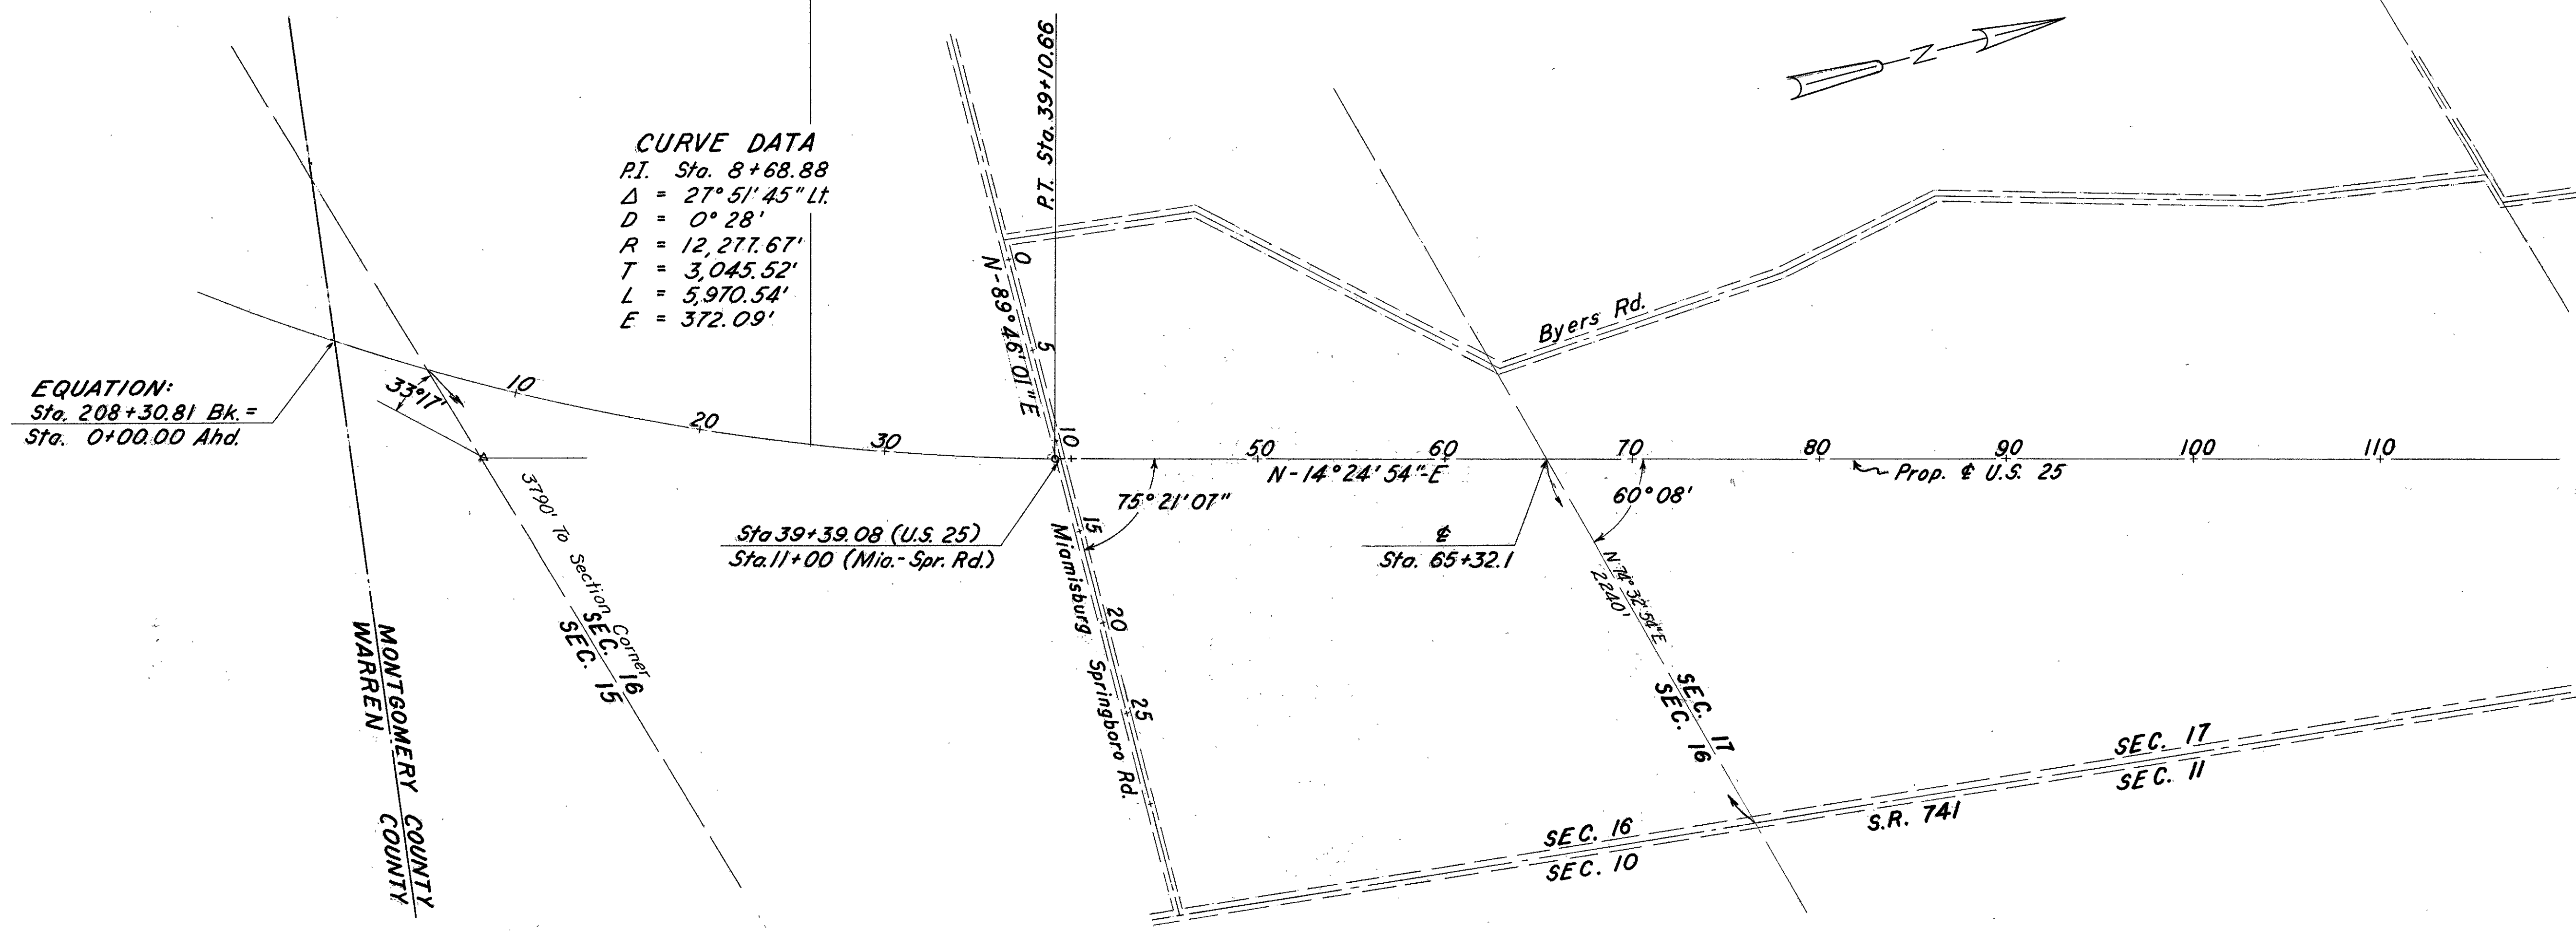 N
CURVE DATA
P.I. Sta. 8+68.88
Δ = 27° 51' 45" Lt.
D = 0° 28'
R = 12,277.67'
T = 3,045.52'
L = 5,970.54'
E = 372.09'
P.T. Sta. 39+10.66
N-89°46'01"E
0
5
10
15
20
25
Miamisburg Springboro Rd.
Byers Rd.
EQUATION:
Sta. 208+30.81 Bk. =
Sta. 0+00.00 Ahd.
33°17'
10
20
30
50
60
70
80
90
100
110
N-14°24'54"-E
Prop. ℄ U.S. 25
75°21'07"
60°08'
Sta 39+39.08 (U.S. 25)
Sta. 11+00 (Mia.-Spr. Rd.)
℄
Sta. 65+32.1
3790' To Section Corner
SEC. 16
SEC. 15
N 74° 32' 54"E
2240'
SEC. 17
SEC. 16
MONTGOMERY COUNTY
WARREN COUNTY
SEC. 16
SEC. 10
S.R. 741
SEC. 17
SEC. 11